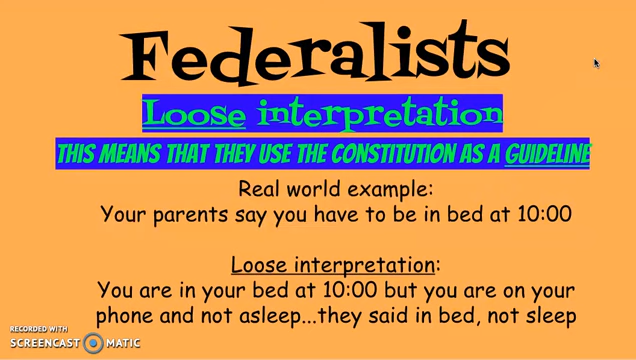 Federalists
Loose interpretation
THIS MEANS THAT THEY USE THE CONSTITUTION AS A GUIDELINE
Real world example:
Your parents say you have to be in bed at 10:00
Loose interpretation:
You are in your bed at 10:00 but you are on your
phone and not asleep...they said in bed, not sleep
RECORDED WITH
SCREENCAST MATIC